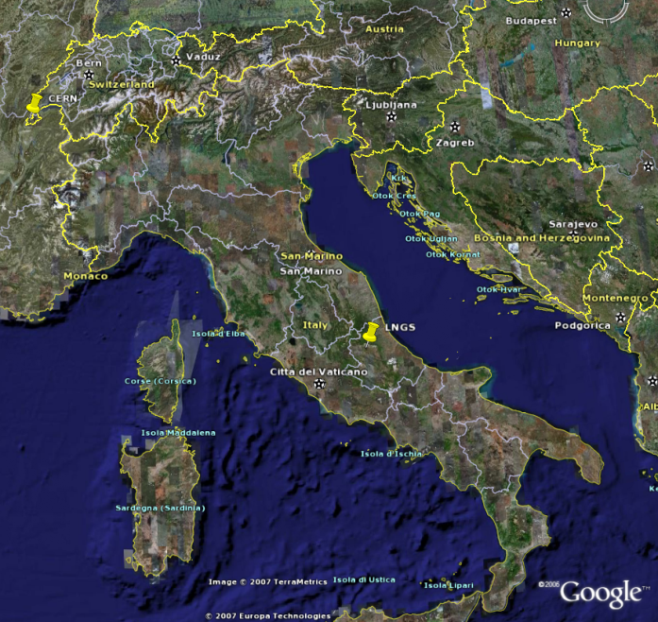 Budapest
Austria
Hungary
Bern
Vaduz
Switzerland
CERN
Ljubljana
Zagreb
Krk
Otok Cres
Otok Pag
Sarajevo
Otok Ugljan
Bosnia and Herzegovina
San Marino
Otok Kornat
San Marino
Monaco
Otok Hvar
Montenegro
Italy
LNGS
Podgorica
Isola d'Elba
Citta del Vaticano
Corse (Corsica)
Isola Maddalena
Isola d'Ischia
Sardegna (Sardinia)
Image © 2007 TerraMetrics
Isola di Ustica
Isola Lipari
©2006 Google™
© 2007 Europa Technologies